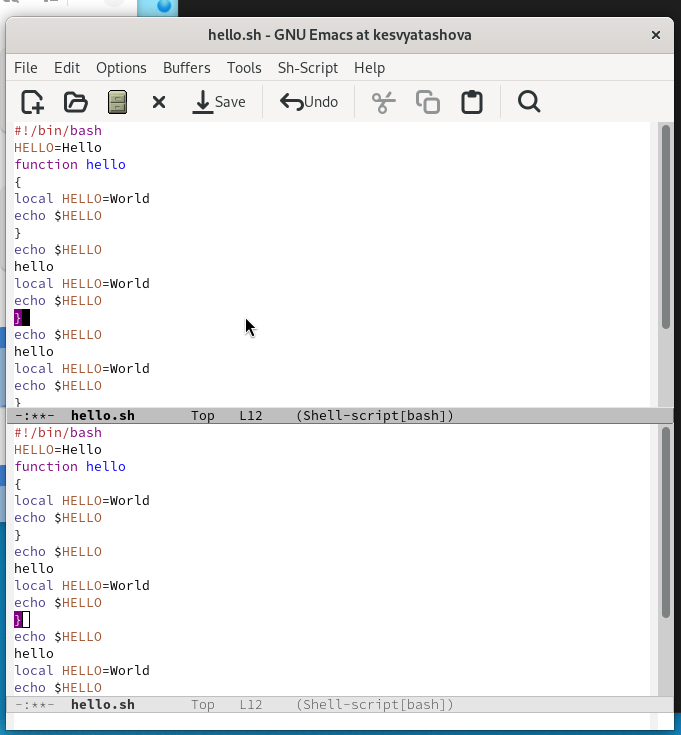 hello.sh - GNU Emacs at kesvyatashova
File Edit Options Buffers Tools Sh-Script Help
Save Undo
#!/bin/bash
HELLO=Hello
function hello
{
local HELLO=World
echo $HELLO
}
echo $HELLO
hello
local HELLO=World
echo $HELLO
}
echo $HELLO
hello
local HELLO=World
echo $HELLO
}
-:**- hello.sh Top L12 (Shell-script[bash])
#!/bin/bash
HELLO=Hello
function hello
{
local HELLO=World
echo $HELLO
}
echo $HELLO
hello
local HELLO=World
echo $HELLO
}
echo $HELLO
hello
local HELLO=World
echo $HELLO
-:**- hello.sh Top L12 (Shell-script[bash])